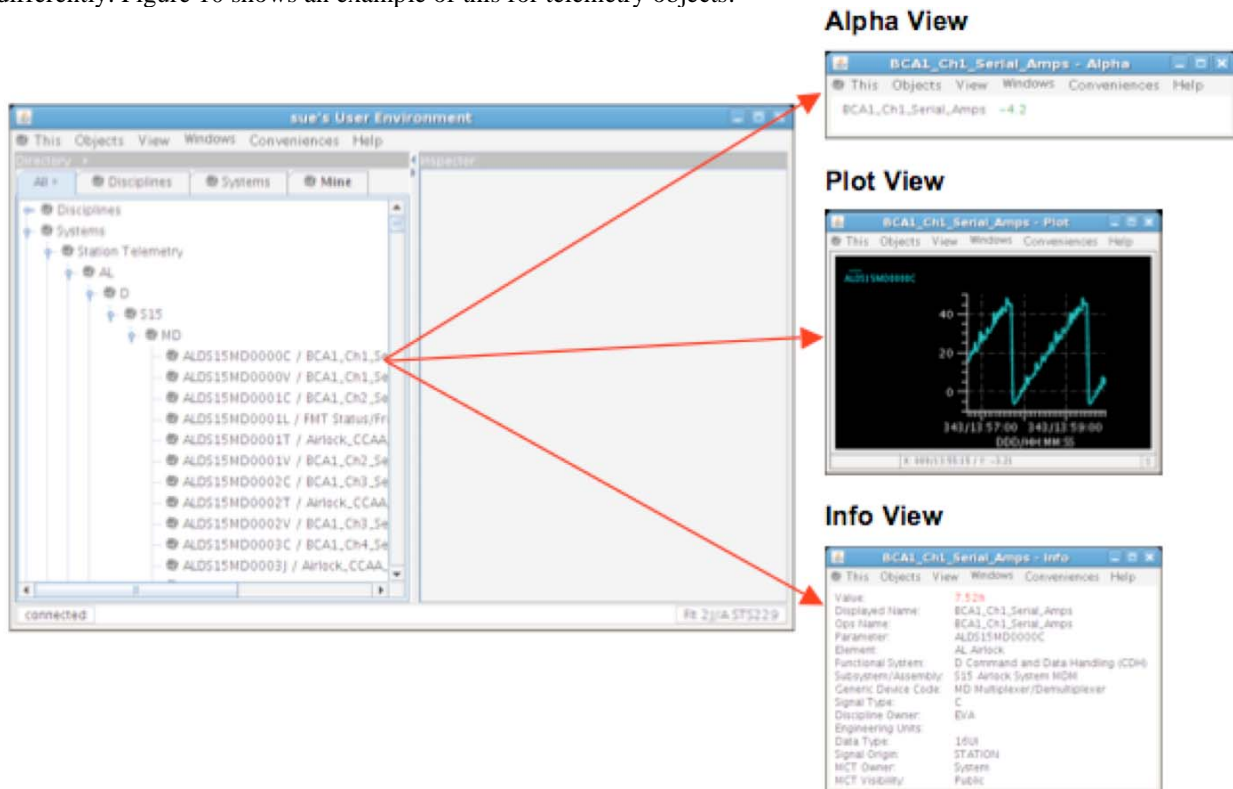 differently. Figure 10 shows an example of this for telemetry objects.
sue's User Environment
This Objects View Windows Conveniences Help
Directory
Inspector
All Disciplines Systems Mine
Disciplines
Systems
Station Telemetry
AL
D
S15
MD
ALDS15MD0000C / BCA1_Ch1_Se
ALDS15MD0000V / BCA1_Ch1_Se
ALDS15MD0001C / BCA1_Ch2_Se
ALDS15MD0001L / FMT Status/Fr
ALDS15MD0001T / Airlock_CCAA
ALDS15MD0001V / BCA1_Ch2_Se
ALDS15MD0002C / BCA1_Ch3_Se
ALDS15MD0002T / Airlock_CCAA
ALDS15MD0002V / BCA1_Ch3_Se
ALDS15MD0003C / BCA1_Ch4_Se
ALDS15MD0003J / Airlock_CCAA_
connected
Alpha View
BCA1_Ch1_Serial_Amps - Alpha
This Objects View Windows Conveniences Help
BCA1_Ch1_Serial_Amps -4.2
Plot View
BCA1_Ch1_Serial_Amps - Plot
This Objects View Windows Conveniences Help
ALDS15MD0000C
40
20
0
343/13:57:00 343/13:59:00
DDD/HH:MM:SS
Info View
BCA1_Ch1_Serial_Amps - Info
This Objects View Windows Conveniences Help
Value:
Displayed Name: BCA1_Ch1_Serial_Amps
Ops Name: BCA1_Ch1_Serial_Amps
Parameter: ALDS15MD0000C
Element: AL Airlock
Functional System: D Command and Data Handling (CDH)
Subsystem/Assembly: S15 Airlock System MDM
Generic Device Code: MD Multiplexer/Demultiplexer
Signal Type: C
Discipline Owner: EVA
Engineering Units:
Data Type: 16UI
Signal Origin: STATION
MCT Owner: System
MCT Visibility: Public